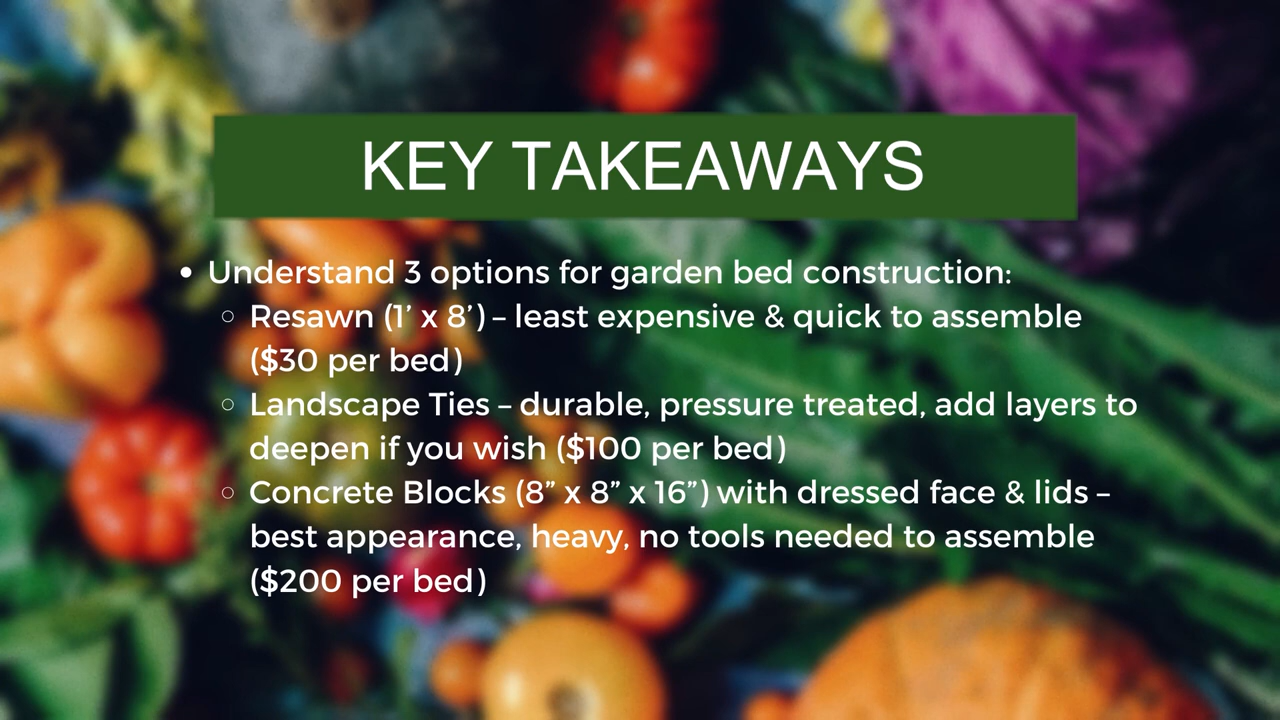 KEY TAKEAWAYS
• Understand 3 options for garden bed construction:
○ Resawn (1’ x 8’) – least expensive & quick to assemble
($30 per bed)
○ Landscape Ties – durable, pressure treated, add layers to
deepen if you wish ($100 per bed)
○ Concrete Blocks (8” x 8” x 16”) with dressed face & lids –
best appearance, heavy, no tools needed to assemble
($200 per bed)